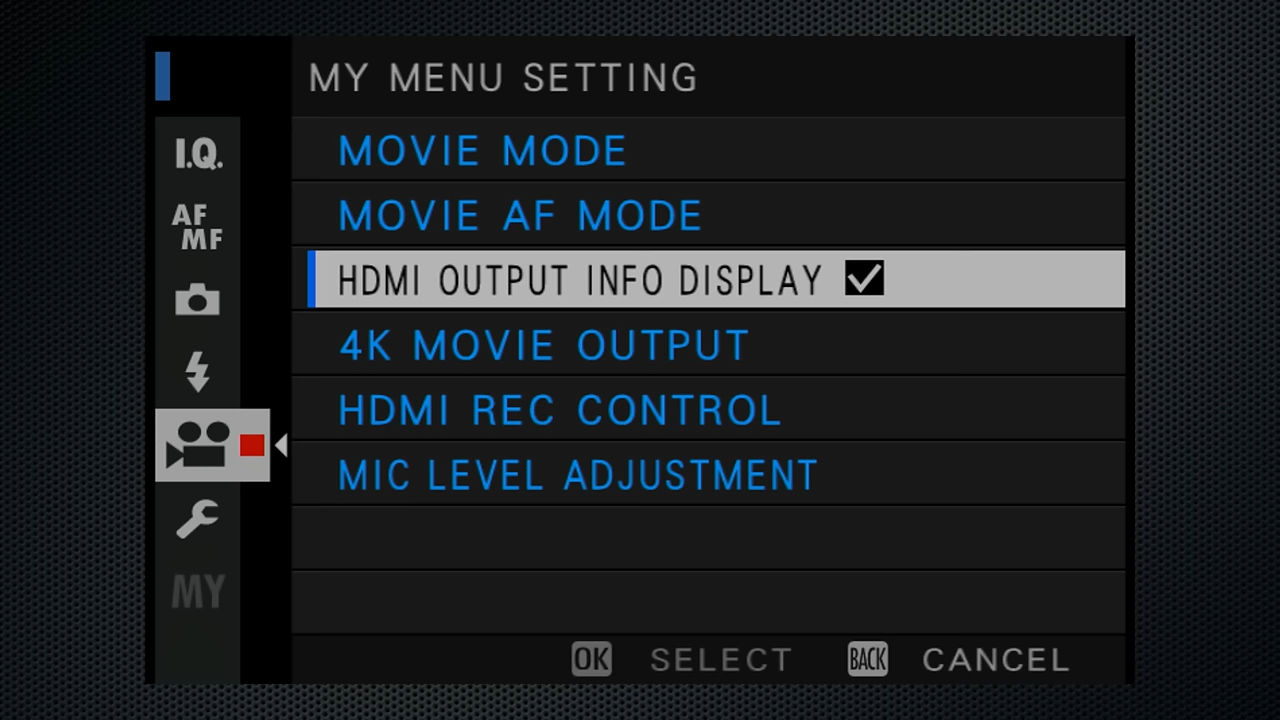 MY MENU SETTING
I.Q.
AF
MF
MY
MOVIE MODE
MOVIE AF MODE
HDMI OUTPUT INFO DISPLAY
4K MOVIE OUTPUT
HDMI REC CONTROL
MIC LEVEL ADJUSTMENT
OK SELECT BACK CANCEL